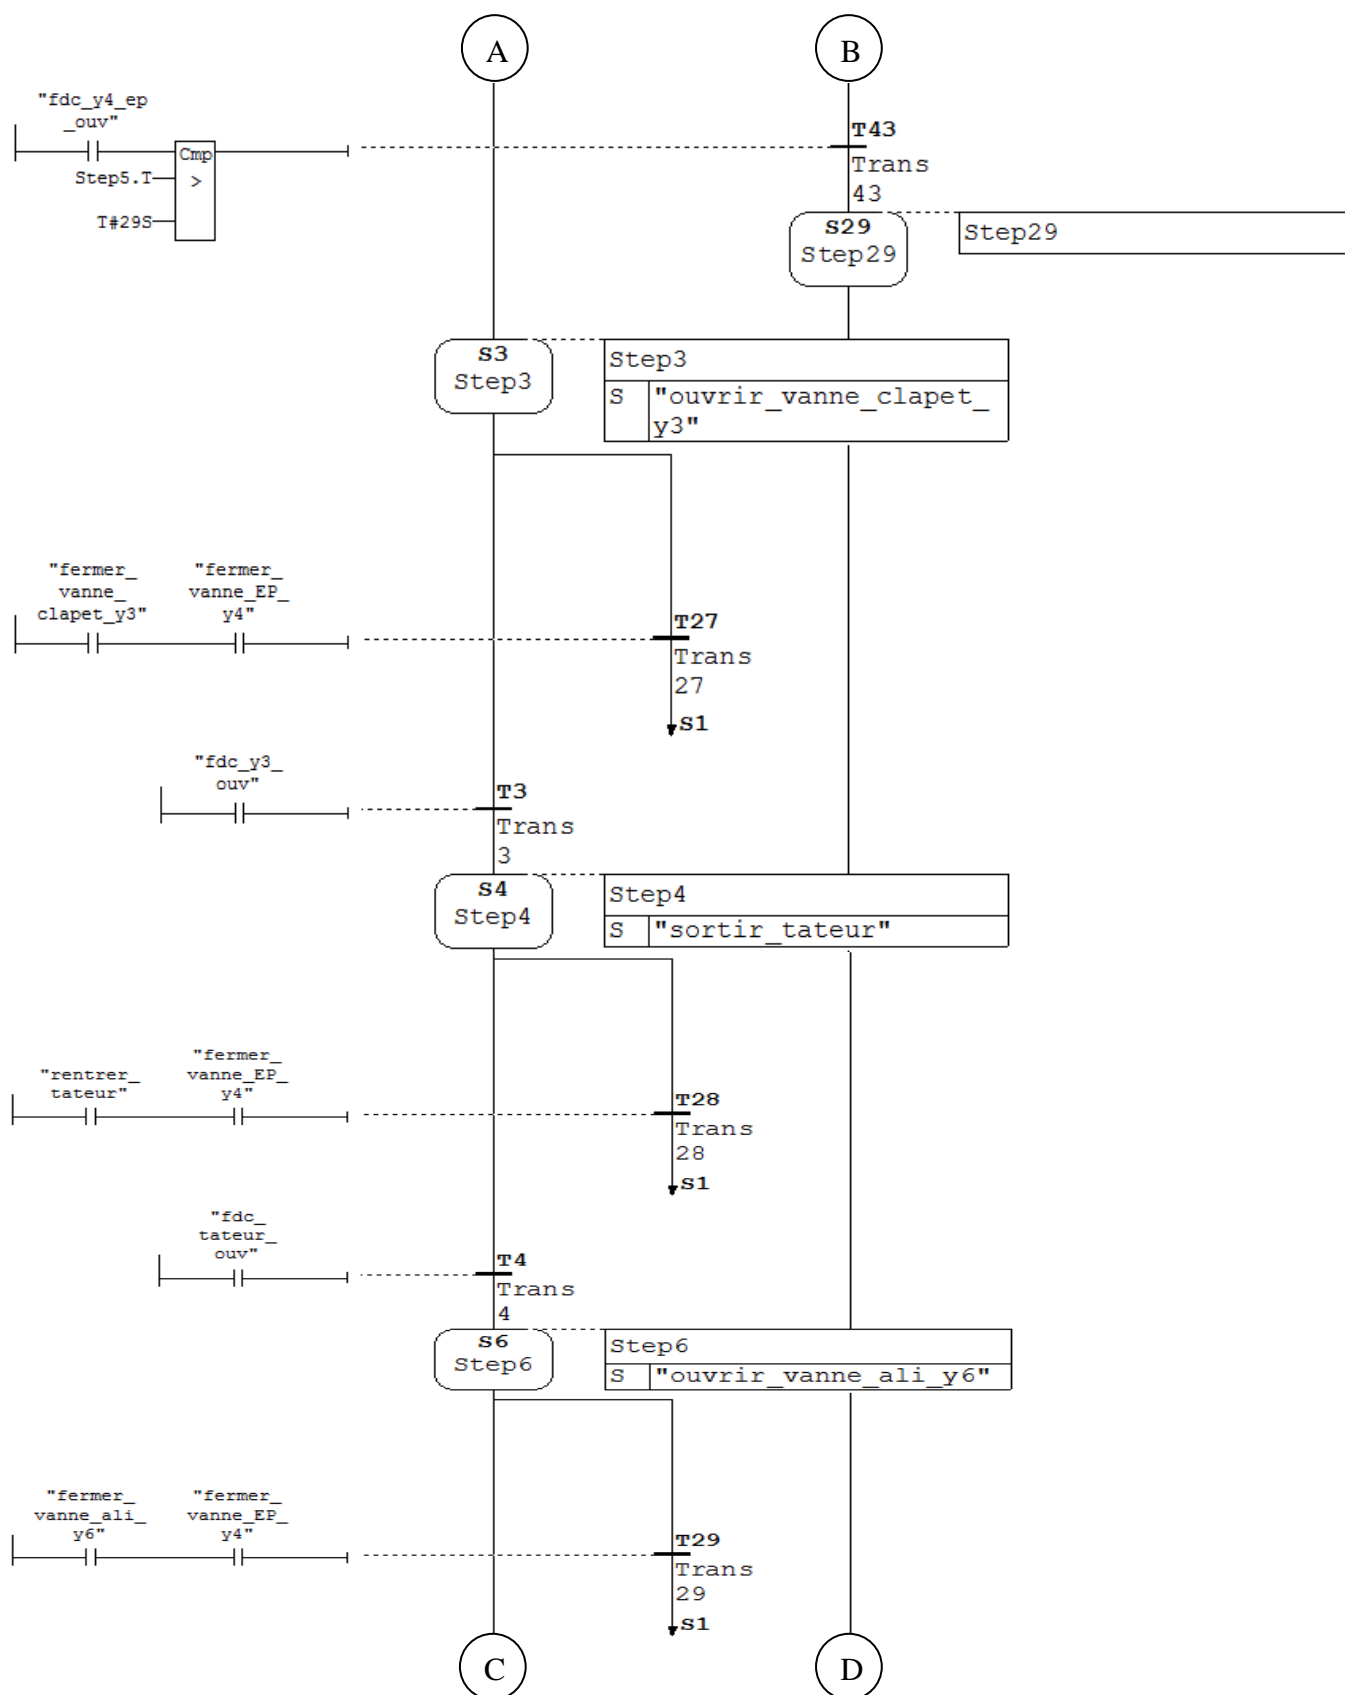 A
B
"fdc_y4_ep
_ouv"
Cmp
>
Step5.T
T#29S
T43
Trans
43
S29
Step29
Step29
S3
Step3
Step3
S
"ouvrir_vanne_clapet_
y3"
"fermer_
vanne_
clapet_y3"
"fermer_
vanne_EP_
y4"
T27
Trans
27
S1
"fdc_y3_
ouv"
T3
Trans
3
S4
Step4
Step4
S
"sortir_tateur"
"rentrer_
tateur"
"fermer_
vanne_EP_
y4"
T28
Trans
28
S1
"fdc_
tateur_
ouv"
T4
Trans
4
S6
Step6
Step6
S
"ouvrir_vanne_ali_y6"
"fermer_
vanne_ali_
y6"
"fermer_
vanne_EP_
y4"
T29
Trans
29
S1
C
D